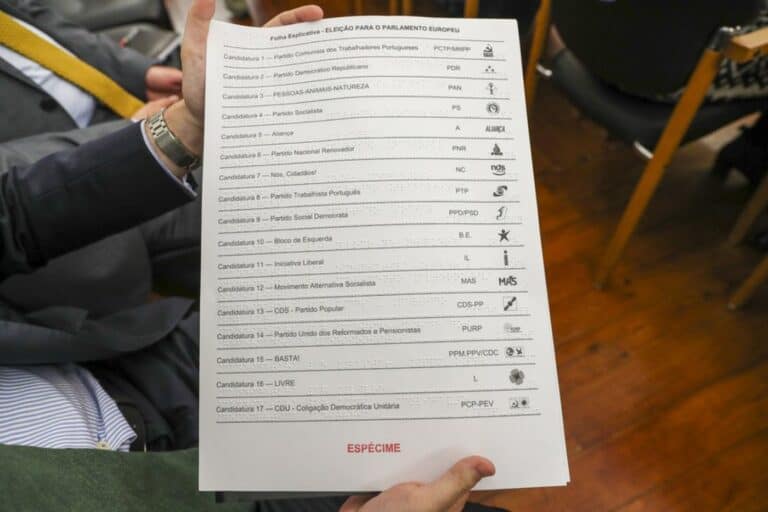 Folha Explicativa - ELEIÇÃO PARA O PARLAMENTO EUROPEU
Candidatura 1 — Partido Comunista dos Trabalhadores Portugueses PCTP/MRPP
Candidatura 2 — Partido Democrático Republicano PDR
Candidatura 3 — PESSOAS-ANIMAIS-NATUREZA PAN
Candidatura 4 — Partido Socialista PS
Candidatura 5 — Aliança A ALIANÇA
Candidatura 6 — Partido Nacional Renovador PNR
Candidatura 7 — Nós, Cidadãos! NC nós
Candidatura 8 — Partido Trabalhista Português PTP
Candidatura 9 — Partido Social Democrata PPD/PSD
Candidatura 10 — Bloco de Esquerda B.E.
Candidatura 11 — Iniciativa Liberal IL
Candidatura 12 — Movimento Alternativa Socialista MAS MAS
Candidatura 13 — CDS - Partido Popular CDS-PP
Candidatura 14 — Partido Unido dos Reformados e Pensionistas PURP
Candidatura 15 — BASTA! PPM.PPV/CDC
Candidatura 16 — LIVRE L
Candidatura 17 — CDU - Coligação Democrática Unitária PCP-PEV
ESPÉCIME